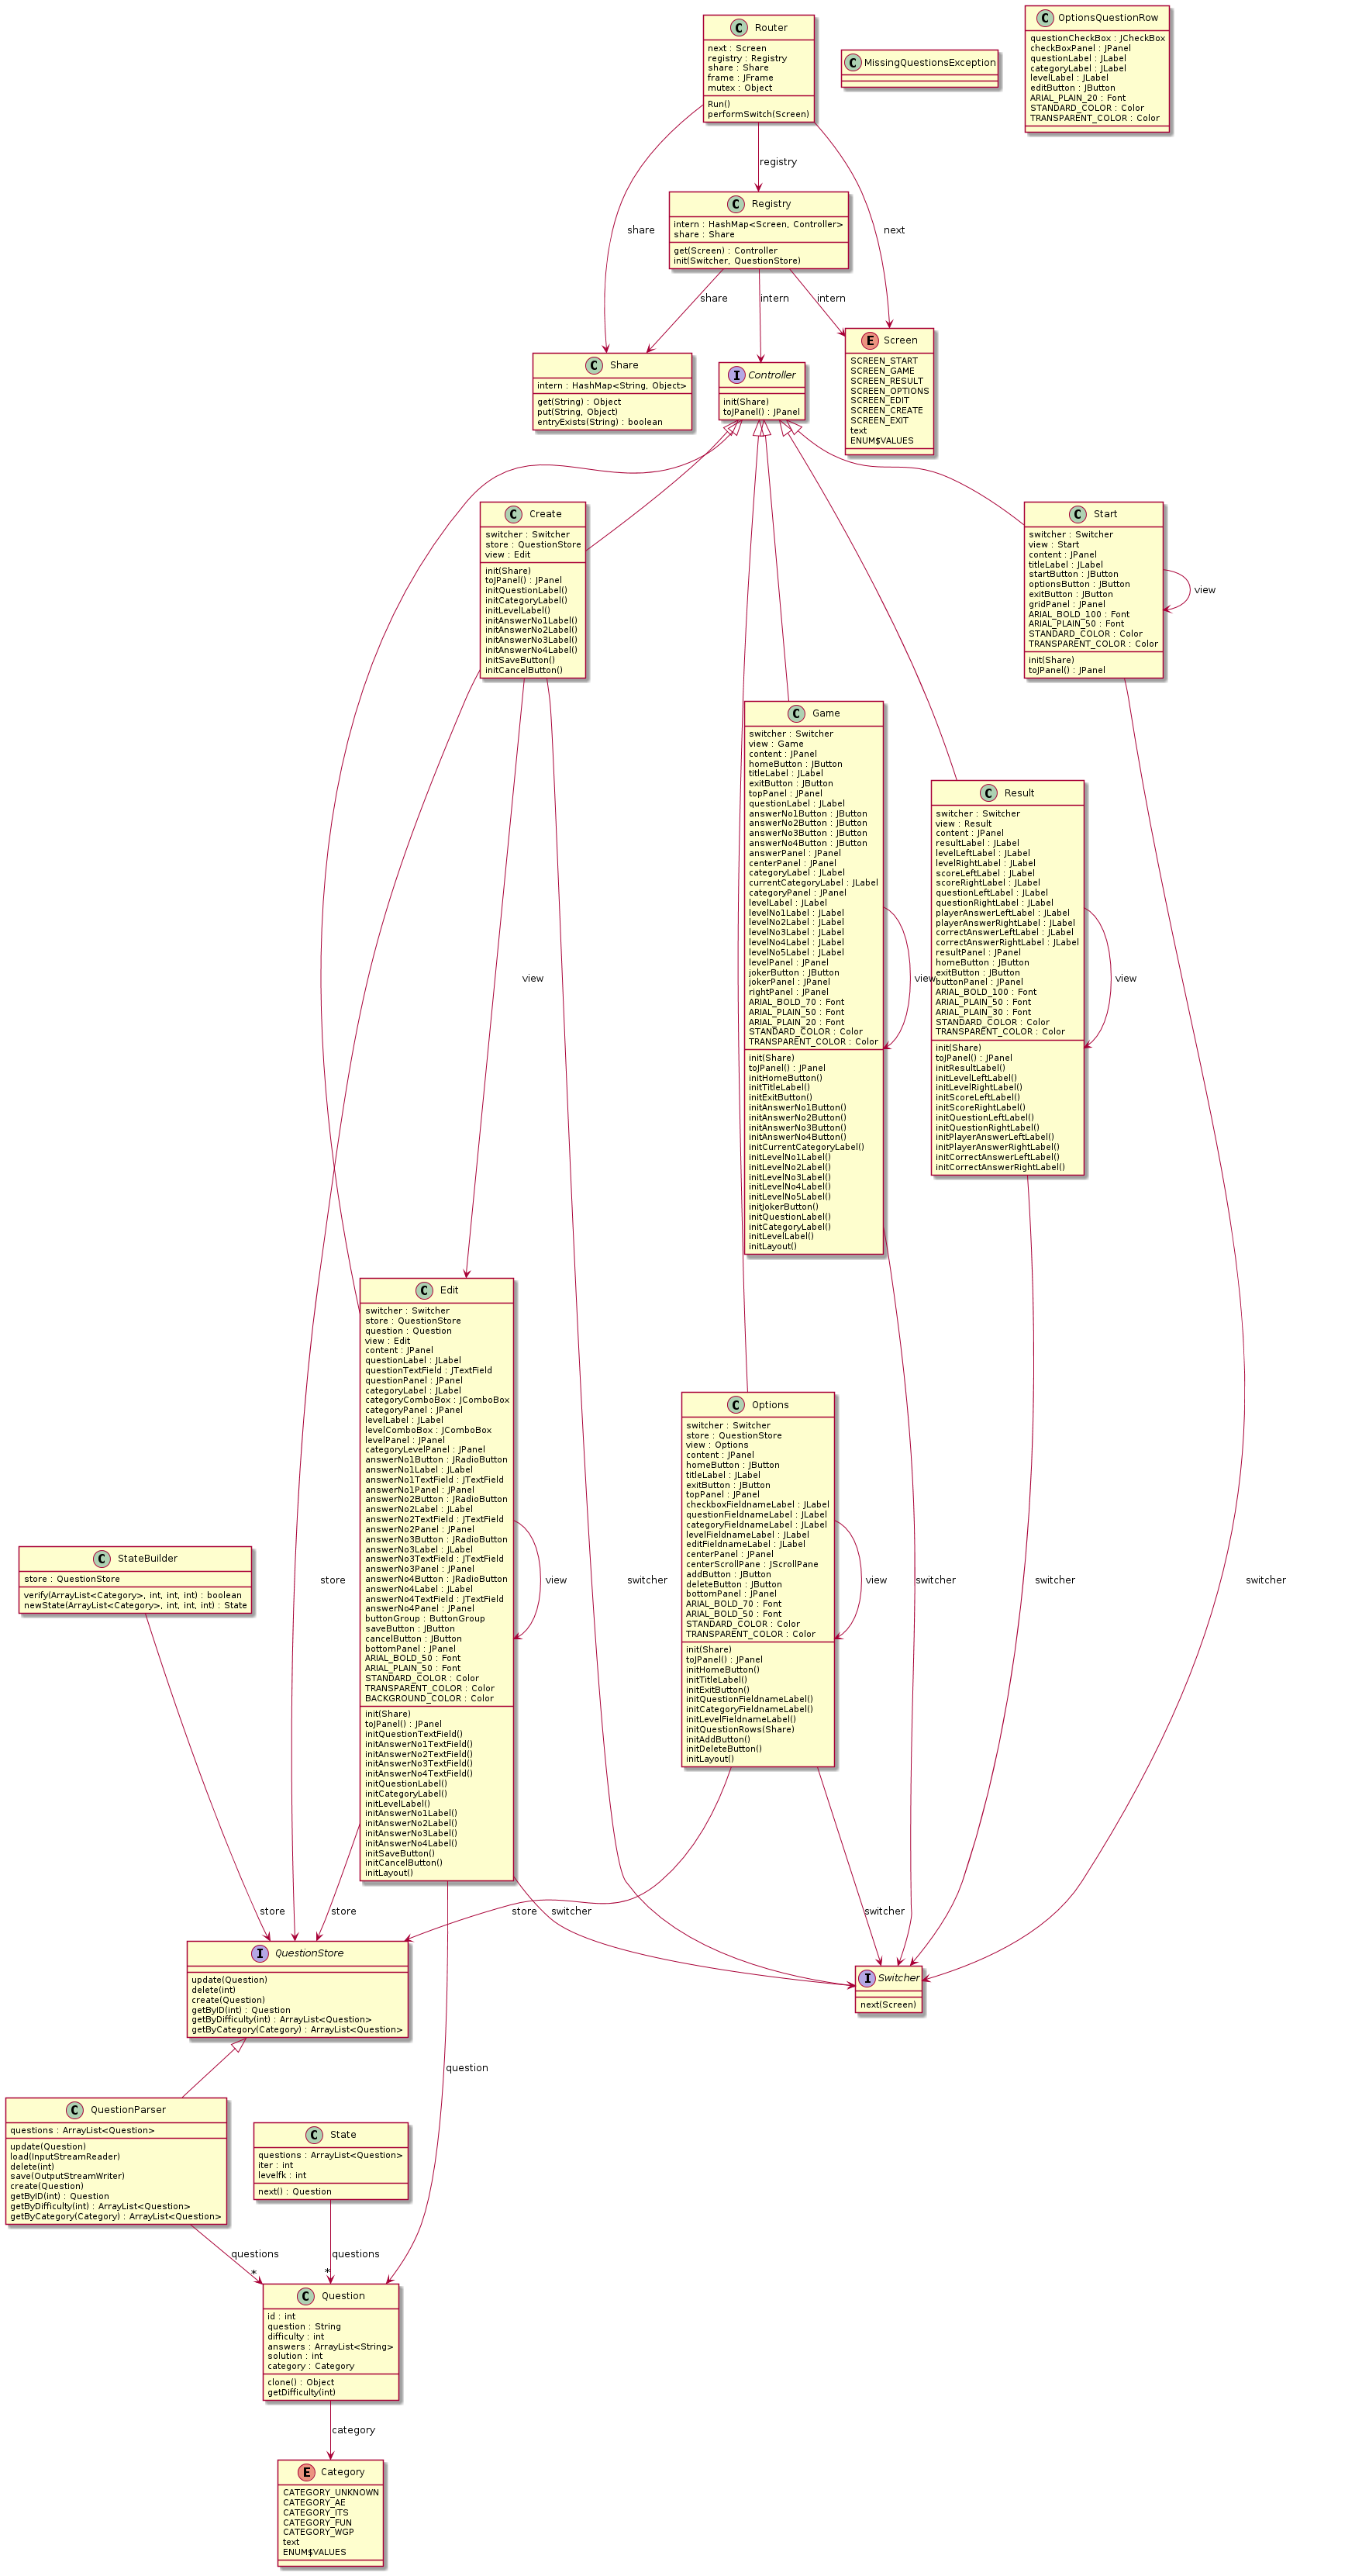 C Router
next : Screen
registry : Registry
share : Share
frame : JFrame
mutex : Object
Run()
performSwitch(Screen)
C MissingQuestionsException
C OptionsQuestionRow
questionCheckBox : JCheckBox
checkBoxPanel : JPanel
questionLabel : JLabel
categoryLabel : JLabel
levelLabel : JLabel
editButton : JButton
ARIAL_PLAIN_20 : Font
STANDARD_COLOR : Color
TRANSPARENT_COLOR : Color
registry
share
next
C Registry
intern : HashMap<Screen, Controller>
share : Share
get(Screen) : Controller
init(Switcher, QuestionStore)
share
intern
intern
C Share
intern : HashMap<String, Object>
get(String) : Object
put(String, Object)
entryExists(String) : boolean
I Controller
init(Share)
toJPanel() : JPanel
E Screen
SCREEN_START
SCREEN_GAME
SCREEN_RESULT
SCREEN_OPTIONS
SCREEN_EDIT
SCREEN_CREATE
SCREEN_EXIT
text
ENUM$VALUES
C Create
switcher : Switcher
store : QuestionStore
view : Edit
init(Share)
toJPanel() : JPanel
initQuestionLabel()
initCategoryLabel()
initLevelLabel()
initAnswerNo1Label()
initAnswerNo2Label()
initAnswerNo3Label()
initAnswerNo4Label()
initSaveButton()
initCancelButton()
C Start
switcher : Switcher
view : Start
content : JPanel
titleLabel : JLabel
startButton : JButton
optionsButton : JButton
exitButton : JButton
gridPanel : JPanel
ARIAL_BOLD_100 : Font
ARIAL_PLAIN_50 : Font
STANDARD_COLOR : Color
TRANSPARENT_COLOR : Color
init(Share)
toJPanel() : JPanel
view
C Game
switcher : Switcher
view : Game
content : JPanel
homeButton : JButton
titleLabel : JLabel
exitButton : JButton
topPanel : JPanel
questionLabel : JLabel
answerNo1Button : JButton
answerNo2Button : JButton
answerNo3Button : JButton
answerNo4Button : JButton
answerPanel : JPanel
centerPanel : JPanel
categoryLabel : JLabel
currentCategoryLabel : JLabel
categoryPanel : JPanel
levelLabel : JLabel
levelNo1Label : JLabel
levelNo2Label : JLabel
levelNo3Label : JLabel
levelNo4Label : JLabel
levelNo5Label : JLabel
levelPanel : JPanel
jokerButton : JButton
jokerPanel : JPanel
rightPanel : JPanel
ARIAL_BOLD_70 : Font
ARIAL_PLAIN_50 : Font
ARIAL_PLAIN_20 : Font
STANDARD_COLOR : Color
TRANSPARENT_COLOR : Color
init(Share)
toJPanel() : JPanel
initHomeButton()
initTitleLabel()
initExitButton()
initAnswerNo1Button()
initAnswerNo2Button()
initAnswerNo3Button()
initAnswerNo4Button()
initCurrentCategoryLabel()
initLevelNo1Label()
initLevelNo2Label()
initLevelNo3Label()
initLevelNo4Label()
initLevelNo5Label()
initJokerButton()
initQuestionLabel()
initCategoryLabel()
initLevelLabel()
initLayout()
view
C Result
switcher : Switcher
view : Result
content : JPanel
resultLabel : JLabel
levelLeftLabel : JLabel
levelRightLabel : JLabel
scoreLeftLabel : JLabel
scoreRightLabel : JLabel
questionLeftLabel : JLabel
questionRightLabel : JLabel
playerAnswerLeftLabel : JLabel
playerAnswerRightLabel : JLabel
correctAnswerLeftLabel : JLabel
correctAnswerRightLabel : JLabel
resultPanel : JPanel
homeButton : JButton
exitButton : JButton
buttonPanel : JPanel
ARIAL_BOLD_100 : Font
ARIAL_PLAIN_50 : Font
ARIAL_PLAIN_30 : Font
STANDARD_COLOR : Color
TRANSPARENT_COLOR : Color
init(Share)
toJPanel() : JPanel
initResultLabel()
initLevelLeftLabel()
initLevelRightLabel()
initScoreLeftLabel()
initScoreRightLabel()
initQuestionLeftLabel()
initQuestionRightLabel()
initPlayerAnswerLeftLabel()
initPlayerAnswerRightLabel()
initCorrectAnswerLeftLabel()
initCorrectAnswerRightLabel()
view
view
C Edit
switcher : Switcher
store : QuestionStore
question : Question
view : Edit
content : JPanel
questionLabel : JLabel
questionTextField : JTextField
questionPanel : JPanel
categoryLabel : JLabel
categoryComboBox : JComboBox
categoryPanel : JPanel
levelLabel : JLabel
levelComboBox : JComboBox
levelPanel : JPanel
categoryLevelPanel : JPanel
answerNo1Button : JRadioButton
answerNo1Label : JLabel
answerNo1TextField : JTextField
answerNo1Panel : JPanel
answerNo2Button : JRadioButton
answerNo2Label : JLabel
answerNo2TextField : JTextField
answerNo2Panel : JPanel
answerNo3Button : JRadioButton
answerNo3Label : JLabel
answerNo3TextField : JTextField
answerNo3Panel : JPanel
answerNo4Button : JRadioButton
answerNo4Label : JLabel
answerNo4TextField : JTextField
answerNo4Panel : JPanel
buttonGroup : ButtonGroup
saveButton : JButton
cancelButton : JButton
bottomPanel : JPanel
ARIAL_BOLD_50 : Font
ARIAL_PLAIN_50 : Font
STANDARD_COLOR : Color
TRANSPARENT_COLOR : Color
BACKGROUND_COLOR : Color
init(Share)
toJPanel() : JPanel
initQuestionTextField()
initAnswerNo1TextField()
initAnswerNo2TextField()
initAnswerNo3TextField()
initAnswerNo4TextField()
initQuestionLabel()
initCategoryLabel()
initLevelLabel()
initAnswerNo1Label()
initAnswerNo2Label()
initAnswerNo3Label()
initAnswerNo4Label()
initSaveButton()
initCancelButton()
initLayout()
view
C Options
switcher : Switcher
store : QuestionStore
view : Options
content : JPanel
homeButton : JButton
titleLabel : JLabel
exitButton : JButton
topPanel : JPanel
checkboxFieldnameLabel : JLabel
questionFieldnameLabel : JLabel
categoryFieldnameLabel : JLabel
levelFieldnameLabel : JLabel
editFieldnameLabel : JLabel
centerPanel : JPanel
centerScrollPane : JScrollPane
addButton : JButton
deleteButton : JButton
bottomPanel : JPanel
ARIAL_BOLD_70 : Font
ARIAL_BOLD_50 : Font
STANDARD_COLOR : Color
TRANSPARENT_COLOR : Color
init(Share)
toJPanel() : JPanel
initHomeButton()
initTitleLabel()
initExitButton()
initQuestionFieldnameLabel()
initCategoryFieldnameLabel()
initLevelFieldnameLabel()
initQuestionRows(Share)
initAddButton()
initDeleteButton()
initLayout()
view
C StateBuilder
store : QuestionStore
verify(ArrayList<Category>, int, int, int) : boolean
newState(ArrayList<Category>, int, int, int) : State
store
switcher
switcher
switcher
switcher
store
store
store
switcher
switcher
I QuestionStore
update(Question)
delete(int)
create(Question)
getByID(int) : Question
getByDifficulty(int) : ArrayList<Question>
getByCategory(Category) : ArrayList<Question>
I Switcher
next(Screen)
question
C QuestionParser
questions : ArrayList<Question>
update(Question)
load(InputStreamReader)
delete(int)
save(OutputStreamWriter)
create(Question)
getByID(int) : Question
getByDifficulty(int) : ArrayList<Question>
getByCategory(Category) : ArrayList<Question>
C State
questions : ArrayList<Question>
iter : int
levelfk : int
next() : Question
questions
*
questions
*
C Question
id : int
question : String
difficulty : int
answers : ArrayList<String>
solution : int
category : Category
clone() : Object
getDifficulty(int)
category
E Category
CATEGORY_UNKNOWN
CATEGORY_AE
CATEGORY_ITS
CATEGORY_FUN
CATEGORY_WGP
text
ENUM$VALUES